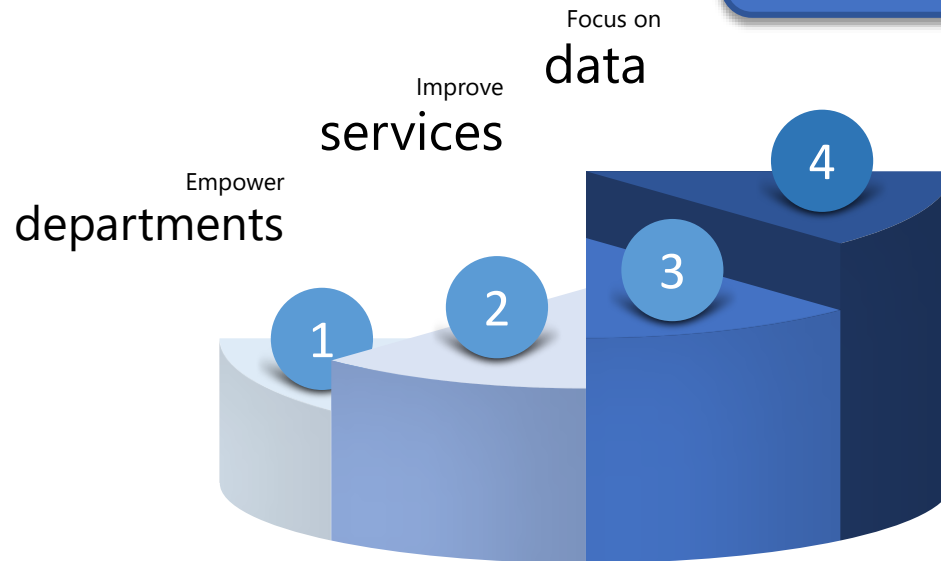 Focus on
data
Improve
services
Empower
departments
4
3
2
1